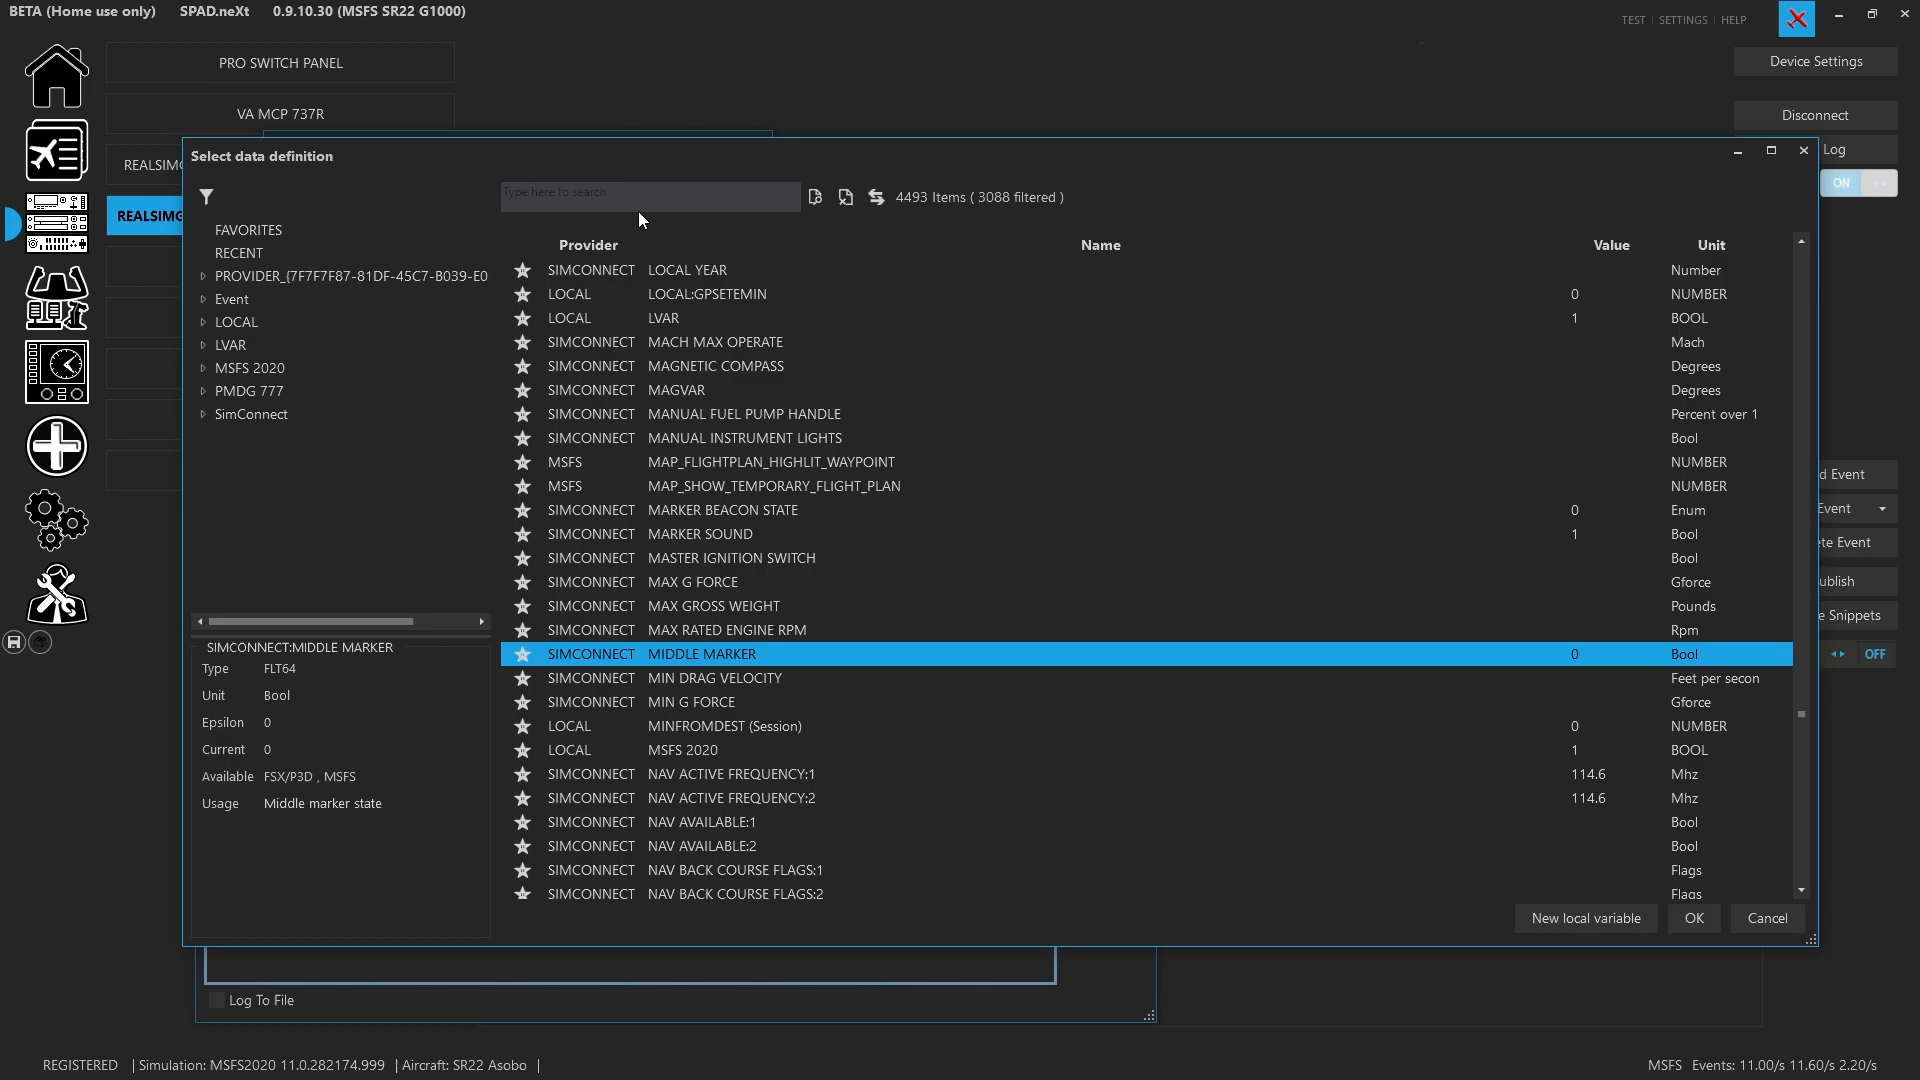 BETA (Home use only) SPAD.neXt 0.9.10.30 (MSFS SR22 G1000)
TEST | SETTINGS | HELP
PRO SWITCH PANEL
Device Settings
VA MCP 737R
Disconnect
REALSIMG
Log
ON
REALSIMG
Select data definition
Type here to search
4493 Items ( 3088 filtered )
FAVORITES
RECENT
PROVIDER_{7F7F7F87-81DF-45C7-B039-E0
Event
LOCAL
LVAR
MSFS 2020
PMDG 777
SimConnect
Provider Name Value Unit
SIMCONNECT LOCAL YEAR Number
LOCAL LOCAL:GPSETEMIN 0 NUMBER
LOCAL LVAR 1 BOOL
SIMCONNECT MACH MAX OPERATE Mach
SIMCONNECT MAGNETIC COMPASS Degrees
SIMCONNECT MAGVAR Degrees
SIMCONNECT MANUAL FUEL PUMP HANDLE Percent over 1
SIMCONNECT MANUAL INSTRUMENT LIGHTS Bool
MSFS MAP_FLIGHTPLAN_HIGHLIT_WAYPOINT NUMBER
MSFS MAP_SHOW_TEMPORARY_FLIGHT_PLAN NUMBER
SIMCONNECT MARKER BEACON STATE 0 Enum
SIMCONNECT MARKER SOUND 1 Bool
SIMCONNECT MASTER IGNITION SWITCH Bool
SIMCONNECT MAX G FORCE Gforce
SIMCONNECT MAX GROSS WEIGHT Pounds
SIMCONNECT MAX RATED ENGINE RPM Rpm
SIMCONNECT MIDDLE MARKER 0 Bool
SIMCONNECT MIN DRAG VELOCITY Feet per secon
SIMCONNECT MIN G FORCE Gforce
LOCAL MINFROMDEST (Session) 0 NUMBER
LOCAL MSFS 2020 1 BOOL
SIMCONNECT NAV ACTIVE FREQUENCY:1 114.6 Mhz
SIMCONNECT NAV ACTIVE FREQUENCY:2 114.6 Mhz
SIMCONNECT NAV AVAILABLE:1 Bool
SIMCONNECT NAV AVAILABLE:2 Bool
SIMCONNECT NAV BACK COURSE FLAGS:1 Flags
SIMCONNECT NAV BACK COURSE FLAGS:2 Flags
SIMCONNECT:MIDDLE MARKER
Type FLT64
Unit Bool
Epsilon 0
Current 0
Available FSX/P3D , MSFS
Usage Middle marker state
New local variable OK Cancel
d Event
Event
ete Event
ublish
e Snippets
OFF
Log To File
REGISTERED | Simulation: MSFS2020 11.0.282174.999 | Aircraft: SR22 Asobo |
MSFS Events: 11.00/s 11.60/s 2.20/s